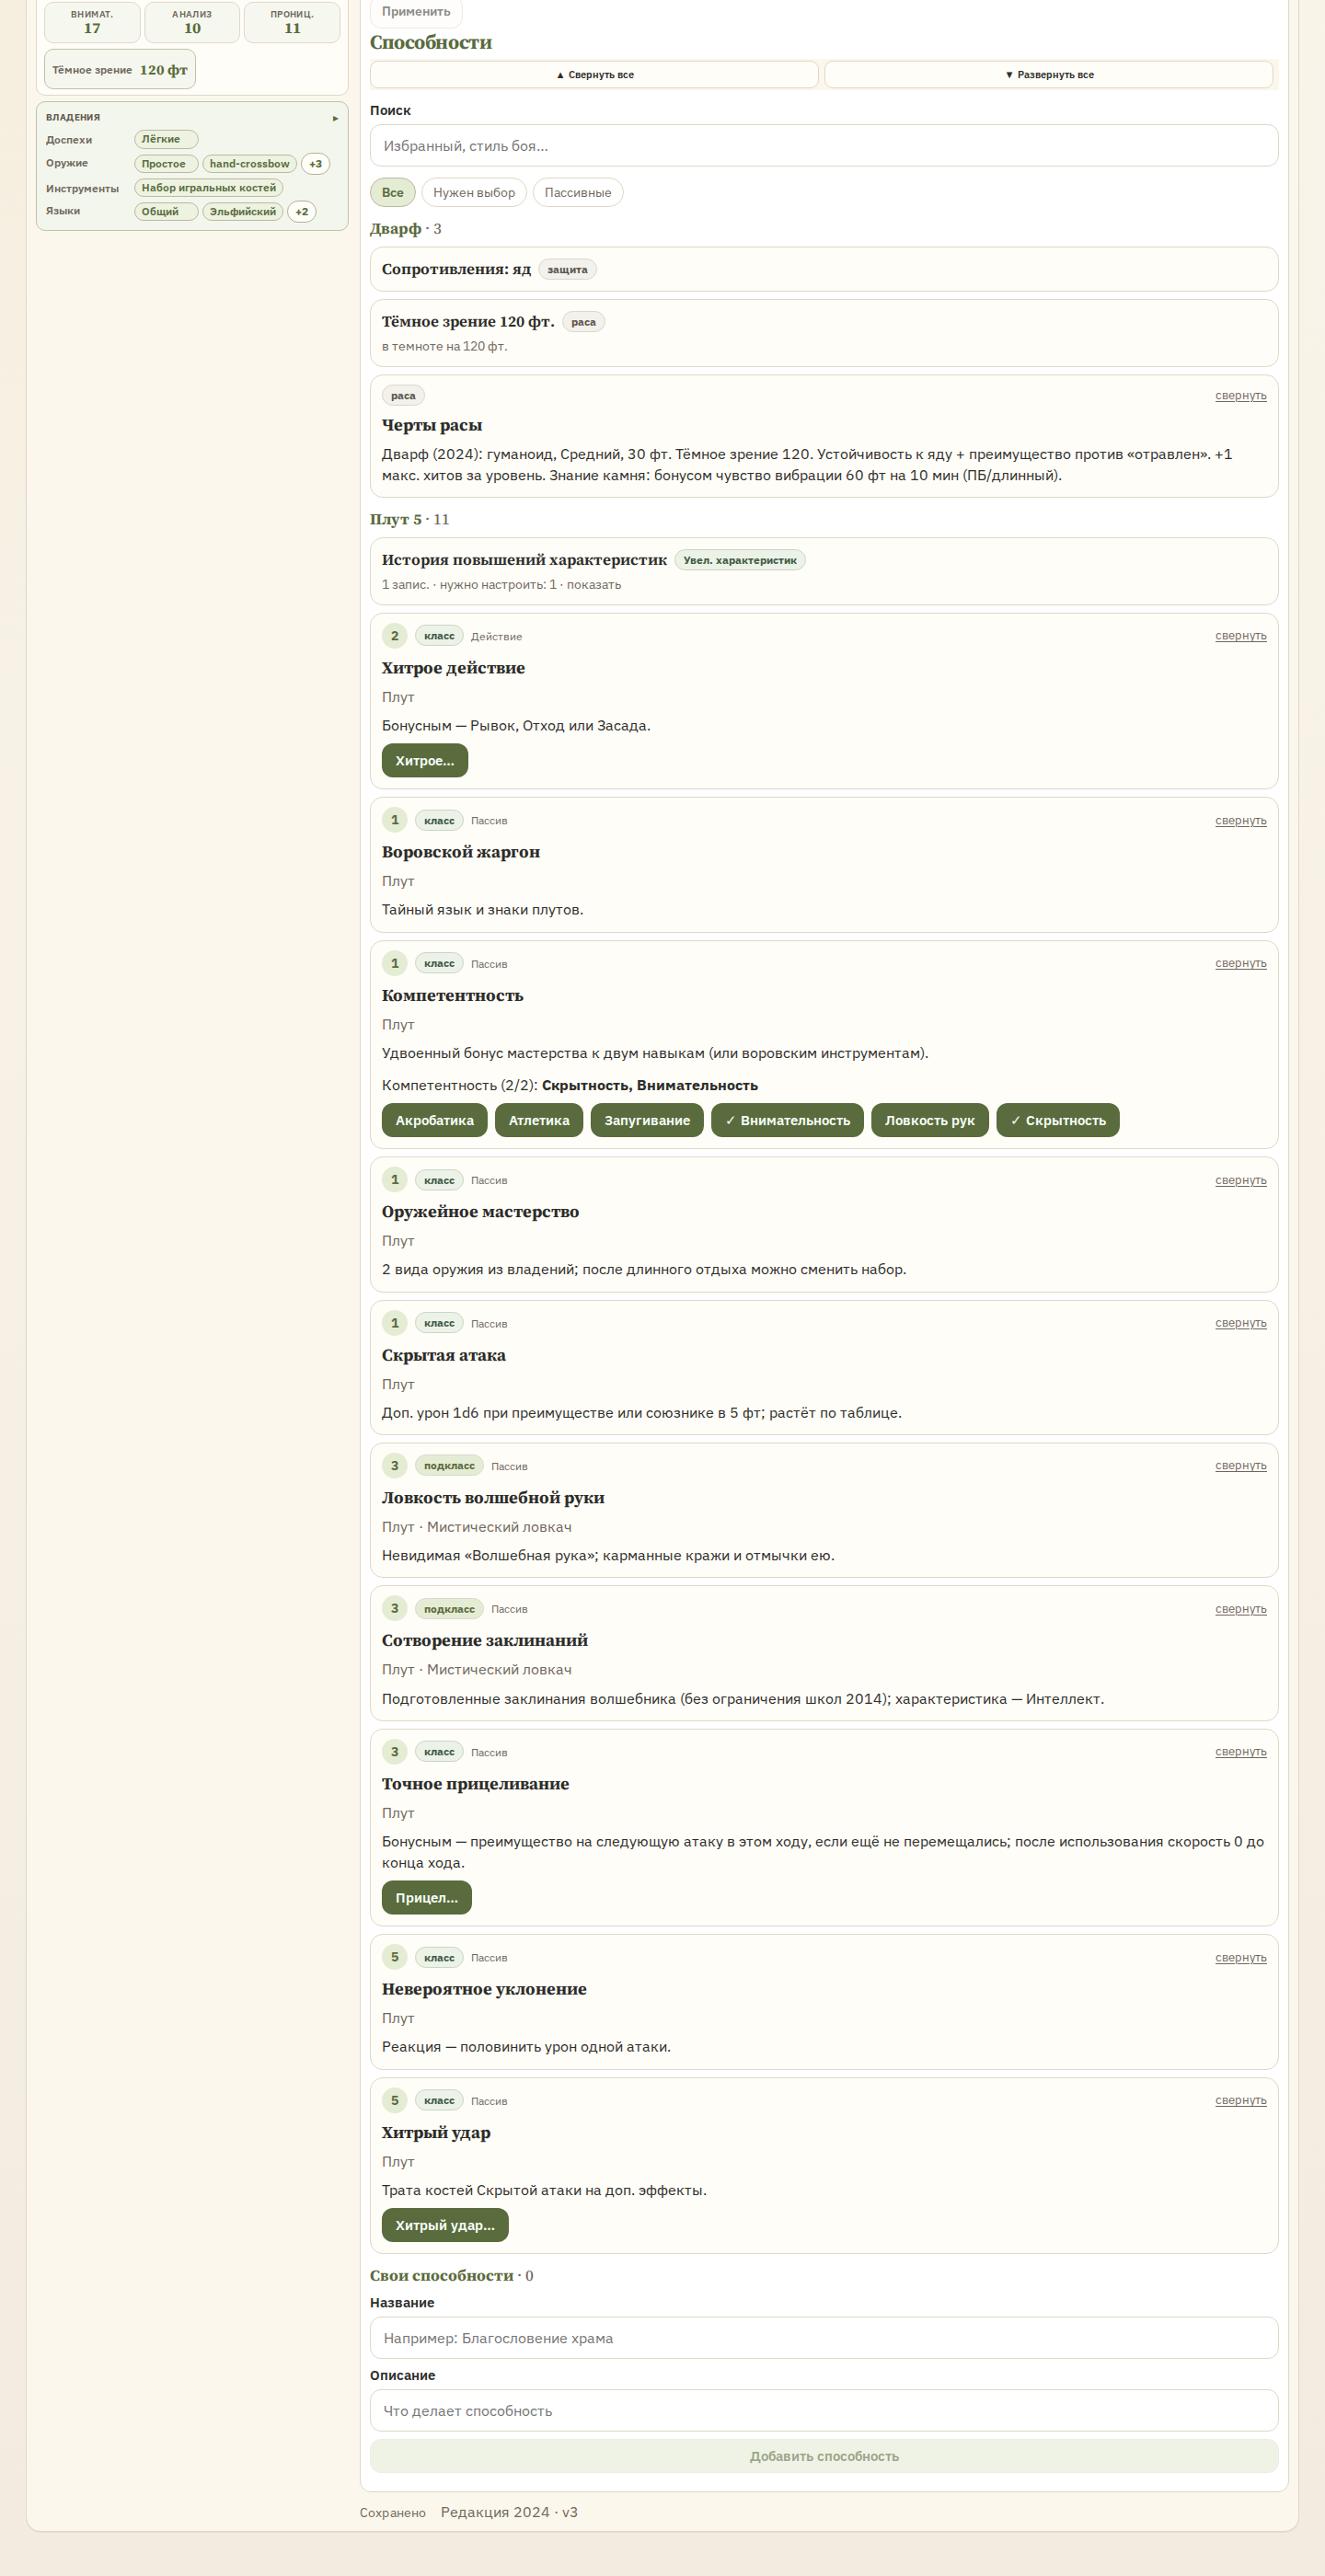 ВНИМАТ.
17
АНАЛИЗ
10
ПРОНИЦ.
11
Тёмное зрение 120 фт
ВЛАДЕНИЯ ▸
Доспехи Лёгкие
Оружие Простое hand-crossbow +3
Инструменты Набор игральных костей
Языки Общий Эльфийский +2
Применить
Способности
▲ Свернуть все ▼ Развернуть все
Поиск
Избранный, стиль боя...
Все Нужен выбор Пассивные
Дварф · 3
Сопротивления: яд защита
Тёмное зрение 120 фт. раса
в темноте на 120 фт.
раса свернуть
Черты расы
Дварф (2024): гуманоид, Средний, 30 фт. Тёмное зрение 120. Устойчивость к яду + преимущество против «отравлен». +1
макс. хитов за уровень. Знание камня: бонусом чувство вибрации 60 фт на 10 мин (ПБ/длинный).
Плут 5 · 11
История повышений характеристик Увел. характеристик
1 запис. · нужно настроить: 1 · показать
2 класс Действие свернуть
Хитрое действие
Плут
Бонусным — Рывок, Отход или Засада.
Хитрое...
1 класс Пассив свернуть
Воровской жаргон
Плут
Тайный язык и знаки плутов.
1 класс Пассив свернуть
Компетентность
Плут
Удвоенный бонус мастерства к двум навыкам (или воровским инструментам).
Компетентность (2/2): Скрытность, Внимательность
Акробатика Атлетика Запугивание ✓ Внимательность Ловкость рук ✓ Скрытность
1 класс Пассив свернуть
Оружейное мастерство
Плут
2 вида оружия из владений; после длинного отдыха можно сменить набор.
1 класс Пассив свернуть
Скрытая атака
Плут
Доп. урон 1d6 при преимуществе или союзнике в 5 фт; растёт по таблице.
3 подкласс Пассив свернуть
Ловкость волшебной руки
Плут · Мистический ловкач
Невидимая «Волшебная рука»; карманные кражи и отмычки ею.
3 подкласс Пассив свернуть
Сотворение заклинаний
Плут · Мистический ловкач
Подготовленные заклинания волшебника (без ограничения школ 2014); характеристика — Интеллект.
3 класс Пассив свернуть
Точное прицеливание
Плут
Бонусным — преимущество на следующую атаку в этом ходу, если ещё не перемещались; после использования скорость 0 до
конца хода.
Прицел...
5 класс Пассив свернуть
Невероятное уклонение
Плут
Реакция — половинить урон одной атаки.
5 класс Пассив свернуть
Хитрый удар
Плут
Трата костей Скрытой атаки на доп. эффекты.
Хитрый удар...
Свои способности · 0
Название
Например: Благословение храма
Описание
Что делает способность
Добавить способность
Сохранено Редакция 2024 · v3